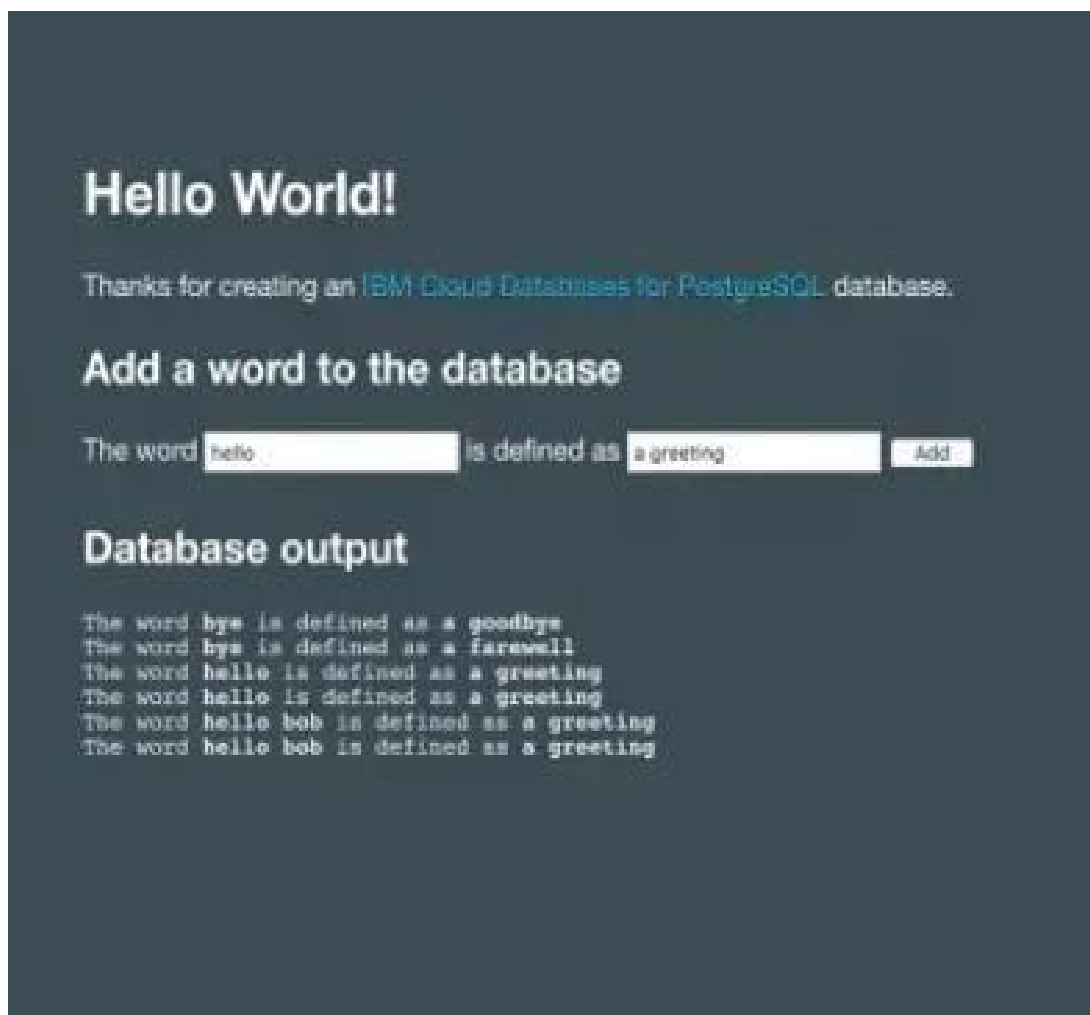 Hello World!
Thanks for creating an IBM Cloud Databases for PostgreSQL database.
Add a word to the database
The word hello is defined as a greeting Add
Database output
The word bye is defined as a goodbye
The word bye is defined as a farewell
The word hello is defined as a greeting
The word hello is defined as a greeting
The word hello bob is defined as a greeting
The word hello bob is defined as a greeting